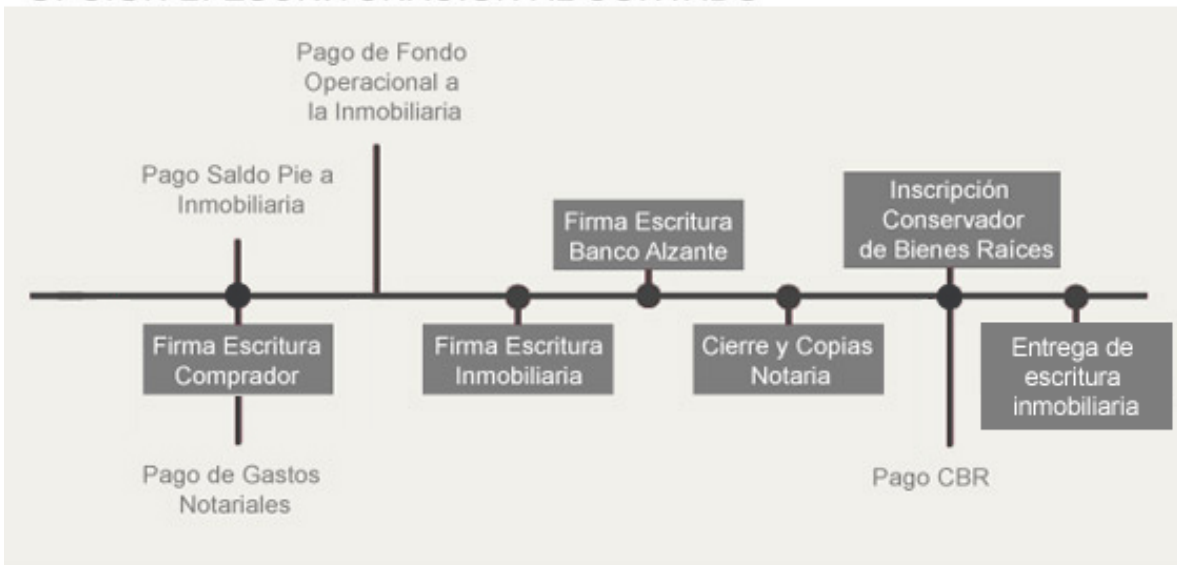 Pago de Fondo
Operacional a
la Inmobiliaria
Pago Saldo Pie a
Inmobiliaria
Firma Escritura
Comprador
Pago de Gastos
Notariales
Firma Escritura
Inmobiliaria
Firma Escritura
Banco Alzante
Cierre y Copias
Notaria
Inscripción
Conservador
de Bienes Raíces
Pago CBR
Entrega de
escritura
inmobiliaria